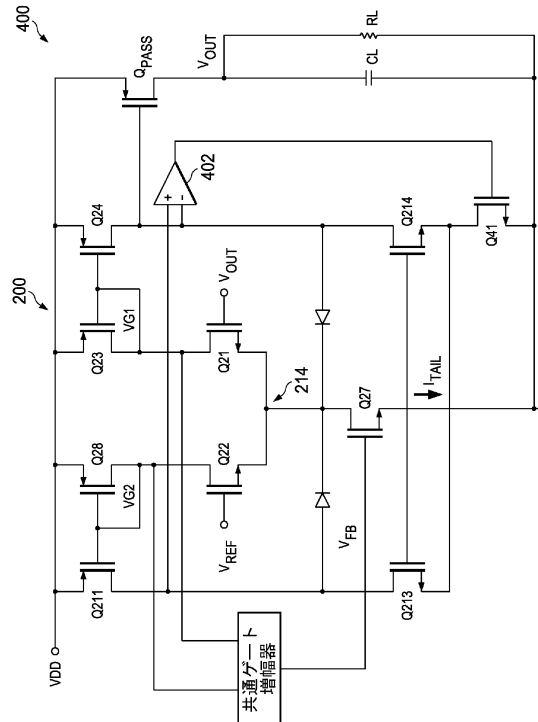 400
200
VDD
Q211
Q28
Q23
Q24
QPASS
VG2
VG1
VOUT
RL
CL
402
+
-
Q22
Q21
VREF
VOUT
214
VFB
Q27
ITAIL
Q213
Q214
Q41
共通ゲート
増幅器